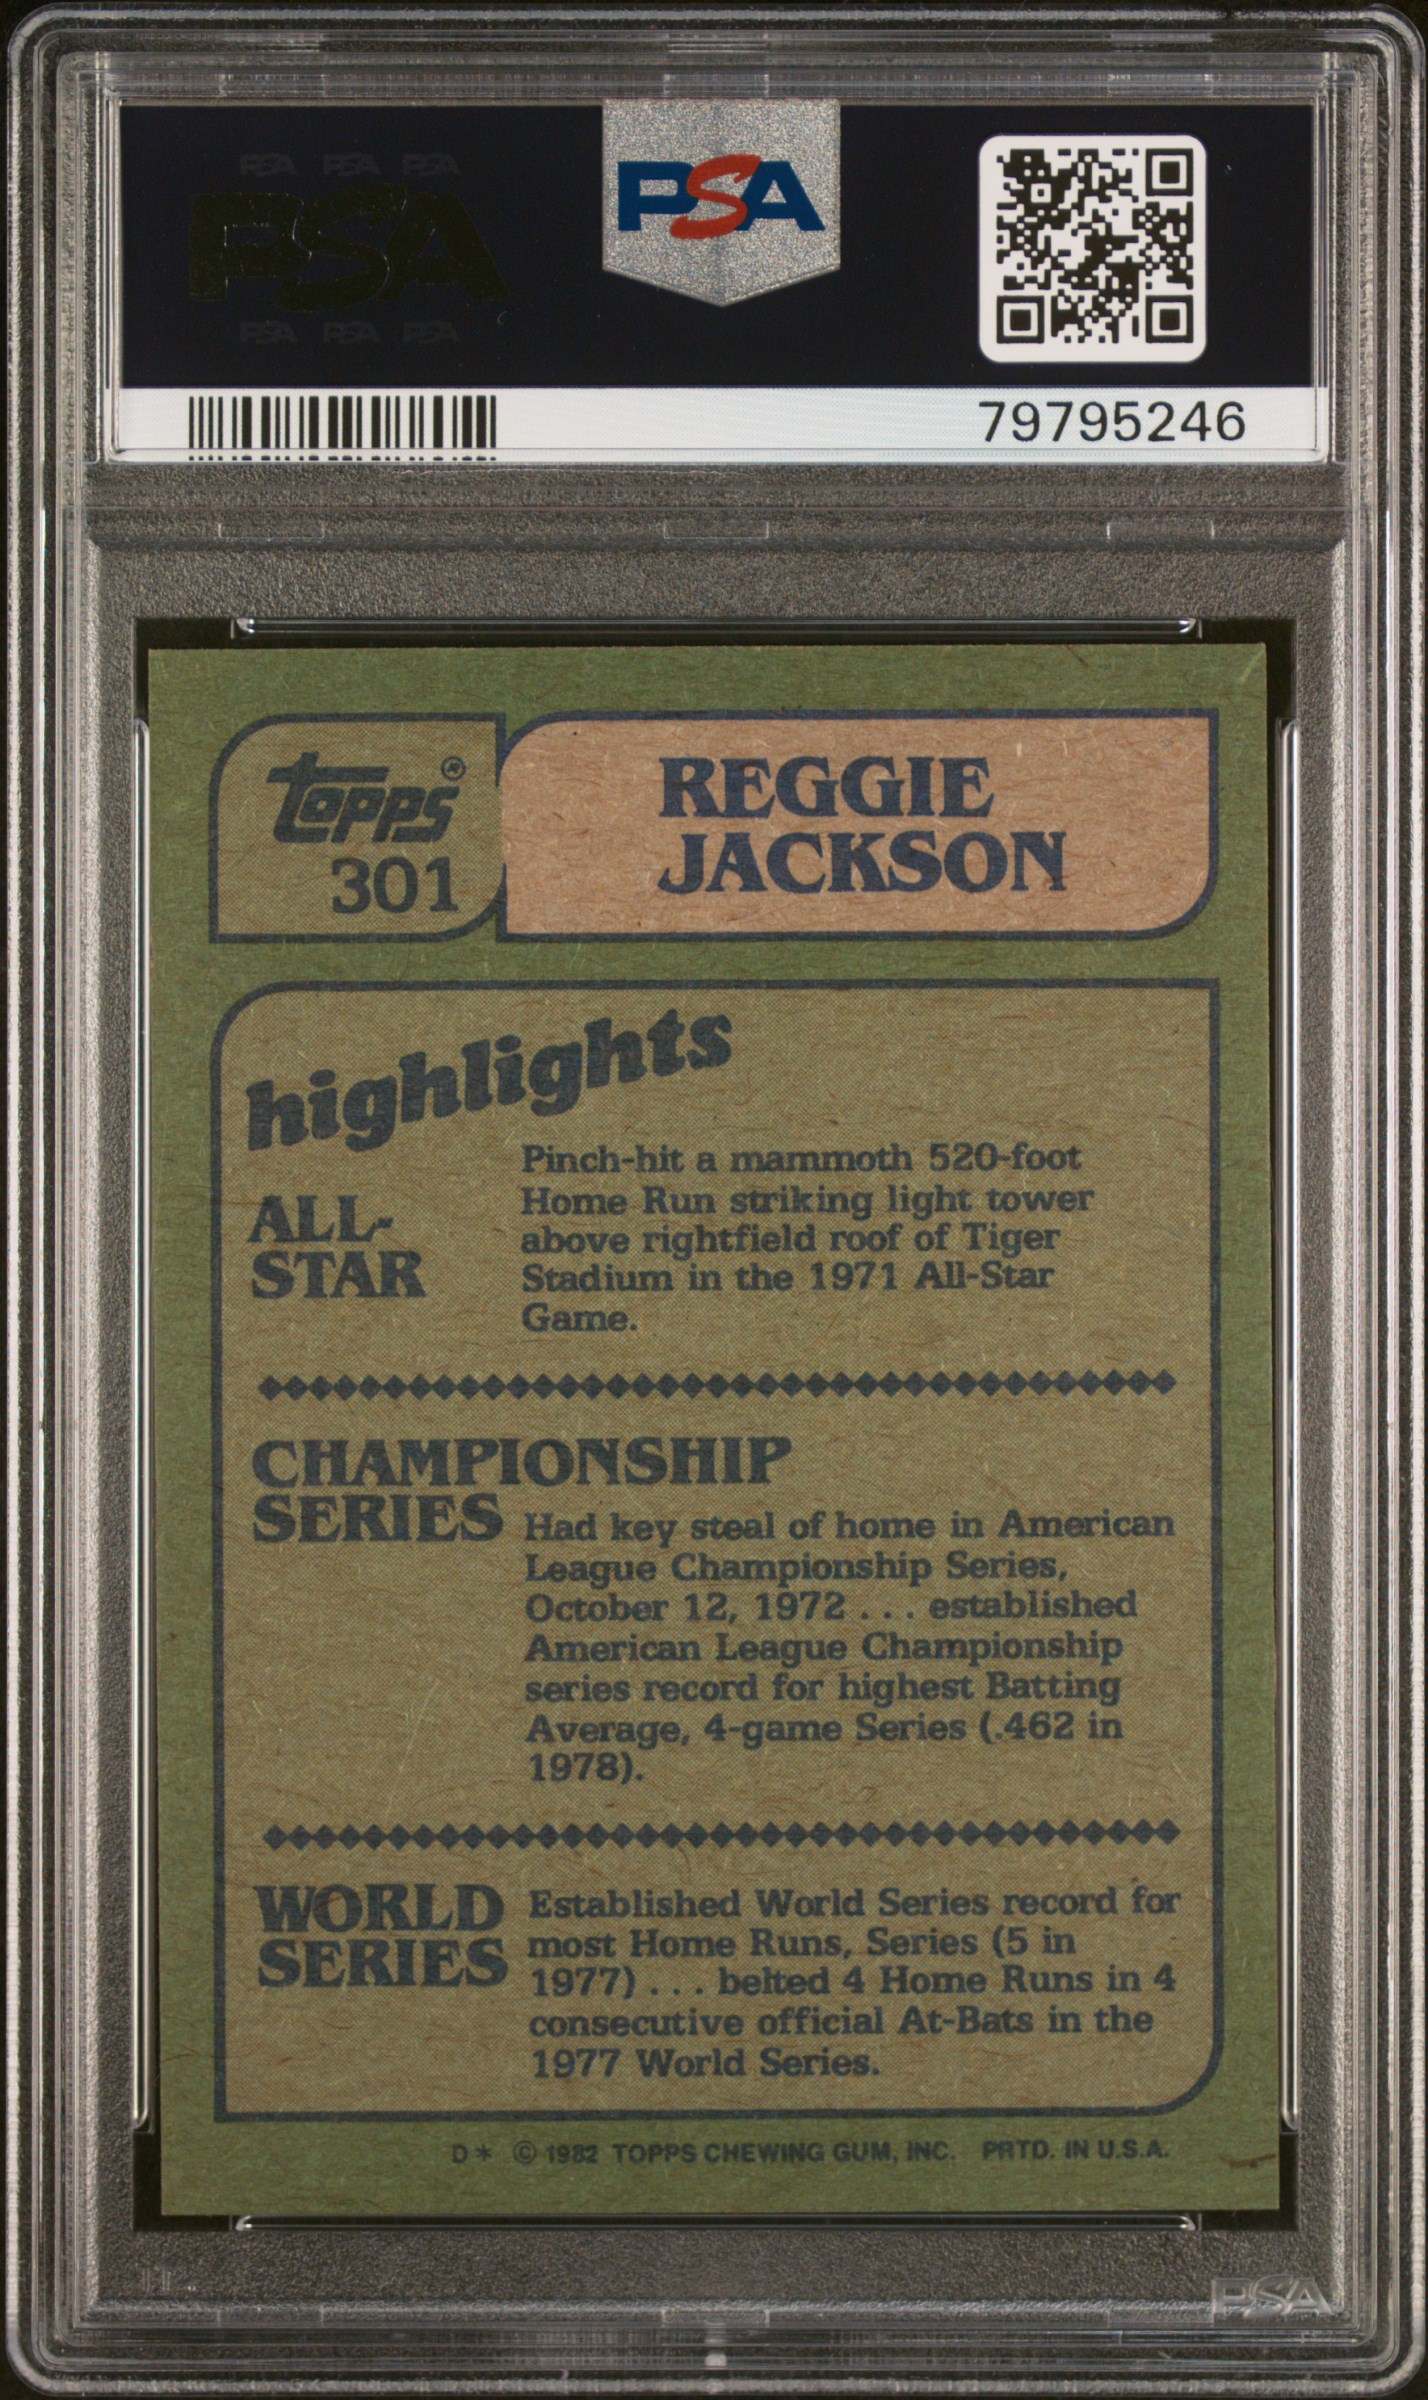 PSA PSA PSA
PSA
PSA PSA PSA
PSA
79795246
topps®
301
REGGIE
JACKSON
highlights
ALL-
STAR
Pinch-hit a mammoth 520-foot
Home Run striking light tower
above rightfield roof of Tiger
Stadium in the 1971 All-Star
Game.
CHAMPIONSHIP
SERIES
Had key steal of home in American
League Championship Series,
October 12, 1972 . . . established
American League Championship
series record for highest Batting
Average, 4-game Series (.462 in
1978).
WORLD
SERIES
Established World Series record for
most Home Runs, Series (5 in
1977) . . . belted 4 Home Runs in 4
consecutive official At-Bats in the
1977 World Series.
D* © 1982 TOPPS CHEWING GUM, INC. PRTD. IN U.S.A.
PSA